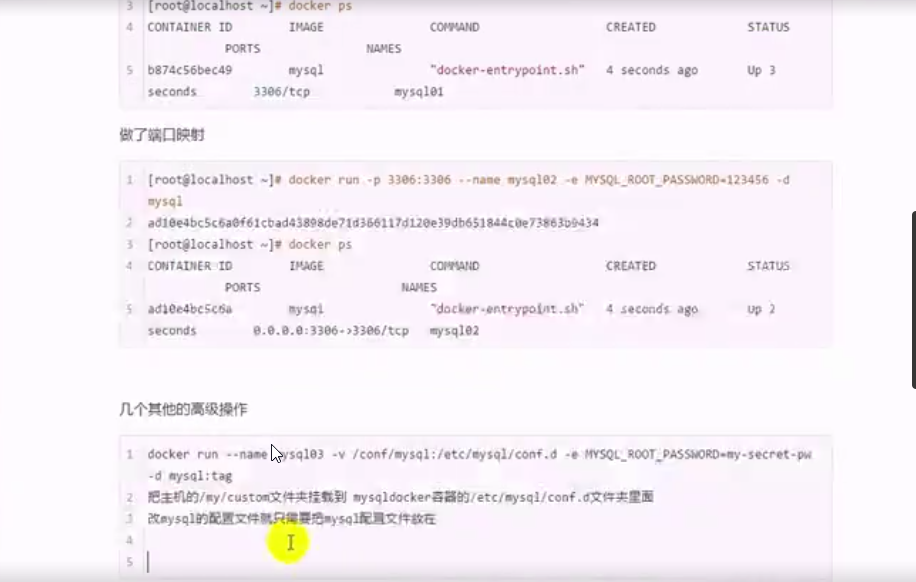 3 [root@localhost ~]# docker ps
4 CONTAINER ID IMAGE COMMAND CREATED STATUS
PORTS NAMES
5 b874c56bec49 mysql "docker-entrypoint.sh" 4 seconds ago Up 3
seconds 3306/tcp mysql01
做了端口映射
1 [root@localhost ~]# docker run -p 3306:3306 --name mysql02 -e MYSQL_ROOT_PASSWORD=123456 -d
mysql
2 ad10e4bc5c6a0f61cbad43898de71d366117d120e39db651844c0e73863b9434
3 [root@localhost ~]# docker ps
4 CONTAINER ID IMAGE COMMAND CREATED STATUS
PORTS NAMES
5 ad10e4bc5c6a mysql "docker-entrypoint.sh" 4 seconds ago Up 2
seconds 0.0.0.0:3306->3306/tcp mysql02
几个其他的高级操作
1 docker run --name mysql03 -v /conf/mysql:/etc/mysql/conf.d -e MYSQL_ROOT_PASSWORD=my-secret-pw
-d mysql:tag
2 把主机的/my/custom文件夹挂载到 mysqldocker容器的/etc/mysql/conf.d文件夹里面
3 改mysql的配置文件就只需要把mysql配置文件放在
4
5